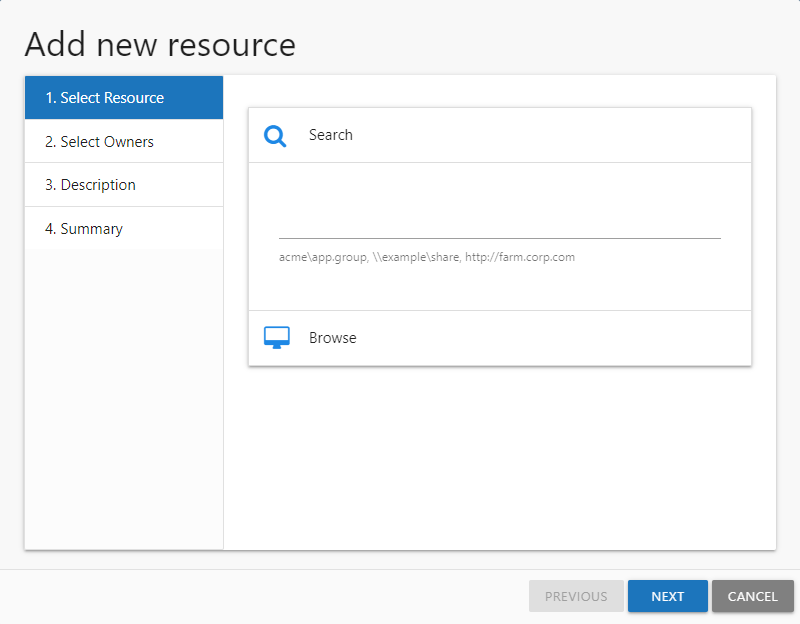 Add new resource
1. Select Resource
2. Select Owners
3. Description
4. Summary
Search
acme\app.group, \\example\share, http://farm.corp.com
Browse
PREVIOUS
NEXT
CANCEL